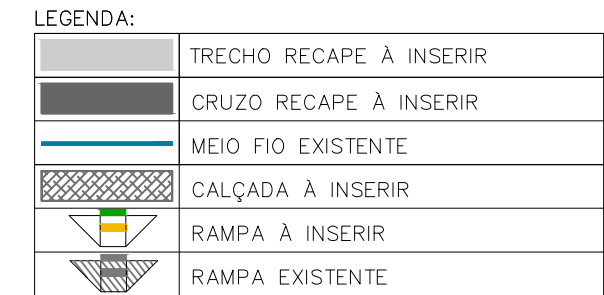 LEGENDA:
TRECHO RECAPE À INSERIR
CRUZO RECAPE À INSERIR
MEIO FIO EXISTENTE
CALÇADA À INSERIR
RAMPA À INSERIR
RAMPA EXISTENTE